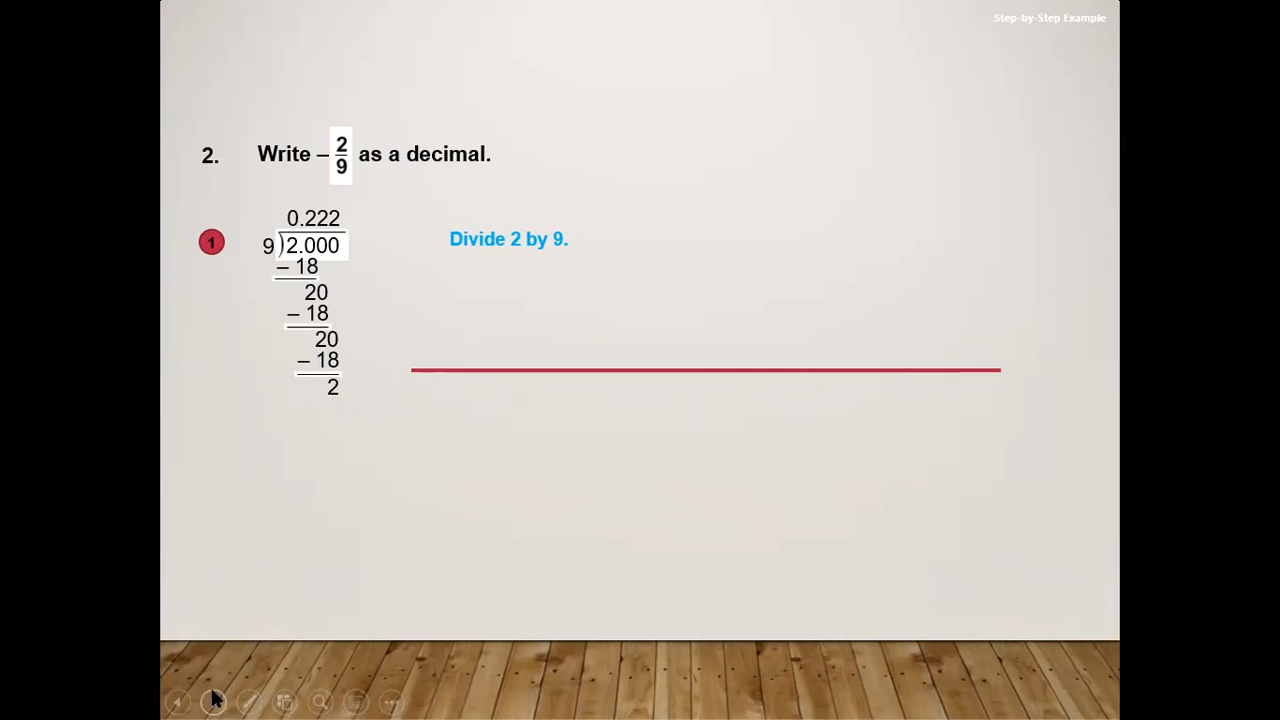 Step-by-Step Example
2. Write – 2/9 as a decimal.
0.222
1 9 )2.000 Divide 2 by 9.
– 18
20
– 18
20
– 18
2